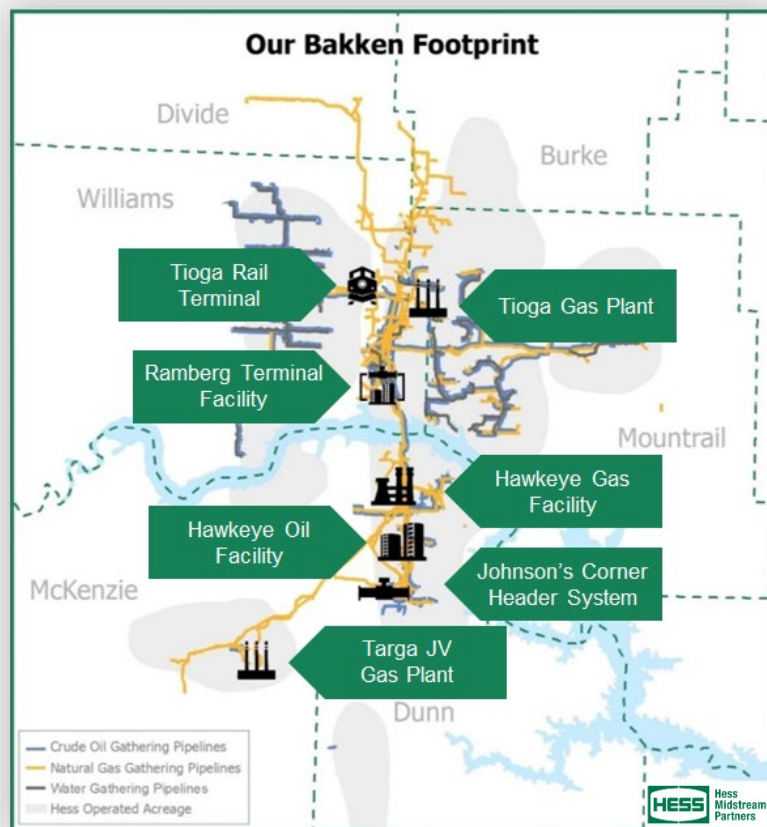 Our Bakken Footprint
Divide
Burke
Williams
Tioga Rail
Terminal
Tioga Gas Plant
Ramberg Terminal
Facility
Mountrail
Hawkeye Gas
Facility
Hawkeye Oil
Facility
Johnson's Corner
Header System
McKenzie
Targa JV
Gas Plant
Dunn
Crude Oil Gathering Pipelines
Natural Gas Gathering Pipelines
Water Gathering Pipelines
Hess Operated Acreage
HESS
Hess
Midstream
Partners